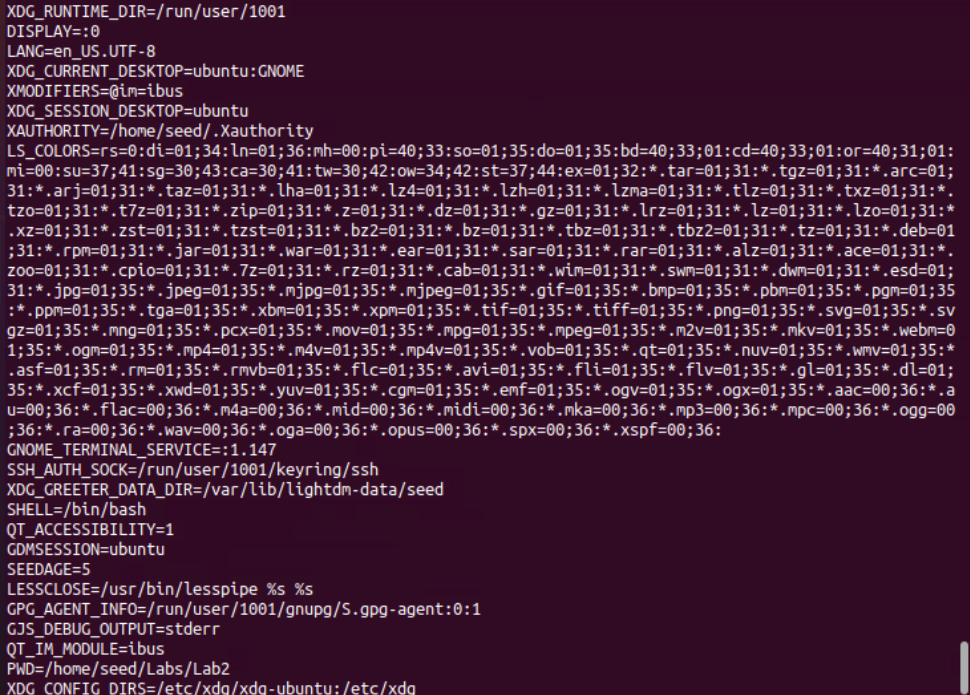 XDG_RUNTIME_DIR=/run/user/1001
DISPLAY=:0
LANG=en_US.UTF-8
XDG_CURRENT_DESKTOP=ubuntu:GNOME
XMODIFIERS=@im=ibus
XDG_SESSION_DESKTOP=ubuntu
XAUTHORITY=/home/seed/.Xauthority
LS_COLORS=rs=0:di=01;34:ln=01;36:mh=00:pi=40;33:so=01;35:do=01;35:bd=40;33;01:cd=40;33;01:or=40;31;01:
mi=00:su=37;41:sg=30;43:ca=30;41:tw=30;42:ow=34;42:st=37;44:ex=01;32:*.tar=01;31:*.tgz=01;31:*.arc=01;
31:*.arj=01;31:*.taz=01;31:*.lha=01;31:*.lz4=01;31:*.lzh=01;31:*.lzma=01;31:*.tlz=01;31:*.txz=01;31:*.
tzo=01;31:*.t7z=01;31:*.zip=01;31:*.z=01;31:*.dz=01;31:*.gz=01;31:*.lrz=01;31:*.lz=01;31:*.lzo=01;31:*
.xz=01;31:*.zst=01;31:*.tzst=01;31:*.bz2=01;31:*.bz=01;31:*.tbz=01;31:*.tbz2=01;31:*.tz=01;31:*.deb=01
;31:*.rpm=01;31:*.jar=01;31:*.war=01;31:*.ear=01;31:*.sar=01;31:*.rar=01;31:*.alz=01;31:*.ace=01;31:*.
zoo=01;31:*.cpio=01;31:*.7z=01;31:*.rz=01;31:*.cab=01;31:*.wim=01;31:*.swm=01;31:*.dwm=01;31:*.esd=01;
31:*.jpg=01;35:*.jpeg=01;35:*.mjpg=01;35:*.mjpeg=01;35:*.gif=01;35:*.bmp=01;35:*.pbm=01;35:*.pgm=01;35
:*.ppm=01;35:*.tga=01;35:*.xbm=01;35:*.xpm=01;35:*.tif=01;35:*.tiff=01;35:*.png=01;35:*.svg=01;35:*.sv
gz=01;35:*.mng=01;35:*.pcx=01;35:*.mov=01;35:*.mpg=01;35:*.mpeg=01;35:*.m2v=01;35:*.mkv=01;35:*.webm=0
1;35:*.ogm=01;35:*.mp4=01;35:*.m4v=01;35:*.mp4v=01;35:*.vob=01;35:*.qt=01;35:*.nuv=01;35:*.wmv=01;35:*
.asf=01;35:*.rm=01;35:*.rmvb=01;35:*.flc=01;35:*.avi=01;35:*.fli=01;35:*.flv=01;35:*.gl=01;35:*.dl=01;
35:*.xcf=01;35:*.xwd=01;35:*.yuv=01;35:*.cgm=01;35:*.emf=01;35:*.ogv=01;35:*.ogx=01;35:*.aac=00;36:*.a
u=00;36:*.flac=00;36:*.m4a=00;36:*.mid=00;36:*.midi=00;36:*.mka=00;36:*.mp3=00;36:*.mpc=00;36:*.ogg=00
;36:*.ra=00;36:*.wav=00;36:*.oga=00;36:*.opus=00;36:*.spx=00;36:*.xspf=00;36:
GNOME_TERMINAL_SERVICE=:1.147
SSH_AUTH_SOCK=/run/user/1001/keyring/ssh
XDG_GREETER_DATA_DIR=/var/lib/lightdm-data/seed
SHELL=/bin/bash
QT_ACCESSIBILITY=1
GDMSESSION=ubuntu
SEEDAGE=5
LESSCLOSE=/usr/bin/lesspipe %s %s
GPG_AGENT_INFO=/run/user/1001/gnupg/S.gpg-agent:0:1
GJS_DEBUG_OUTPUT=stderr
QT_IM_MODULE=ibus
PWD=/home/seed/Labs/Lab2
XDG_CONFIG_DIRS=/etc/xdg/xdg-ubuntu:/etc/xdg